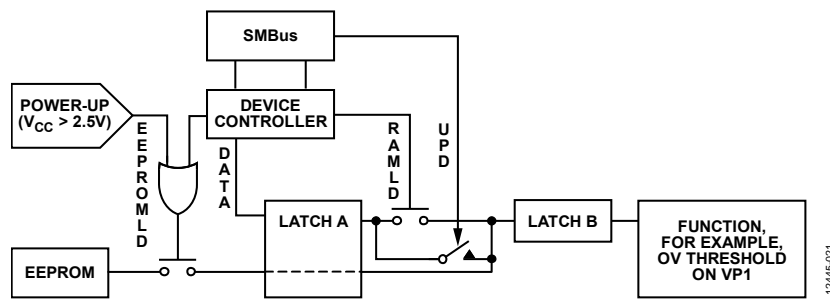 SMBus
POWER-UP
(VCC > 2.5V)
EEPROMLD
DEVICE
CONTROLLER
DATA
RAMLD
UPD
LATCH A
LATCH B
FUNCTION,
FOR EXAMPLE,
OV THRESHOLD
ON VP1
EEPROM
12445-021